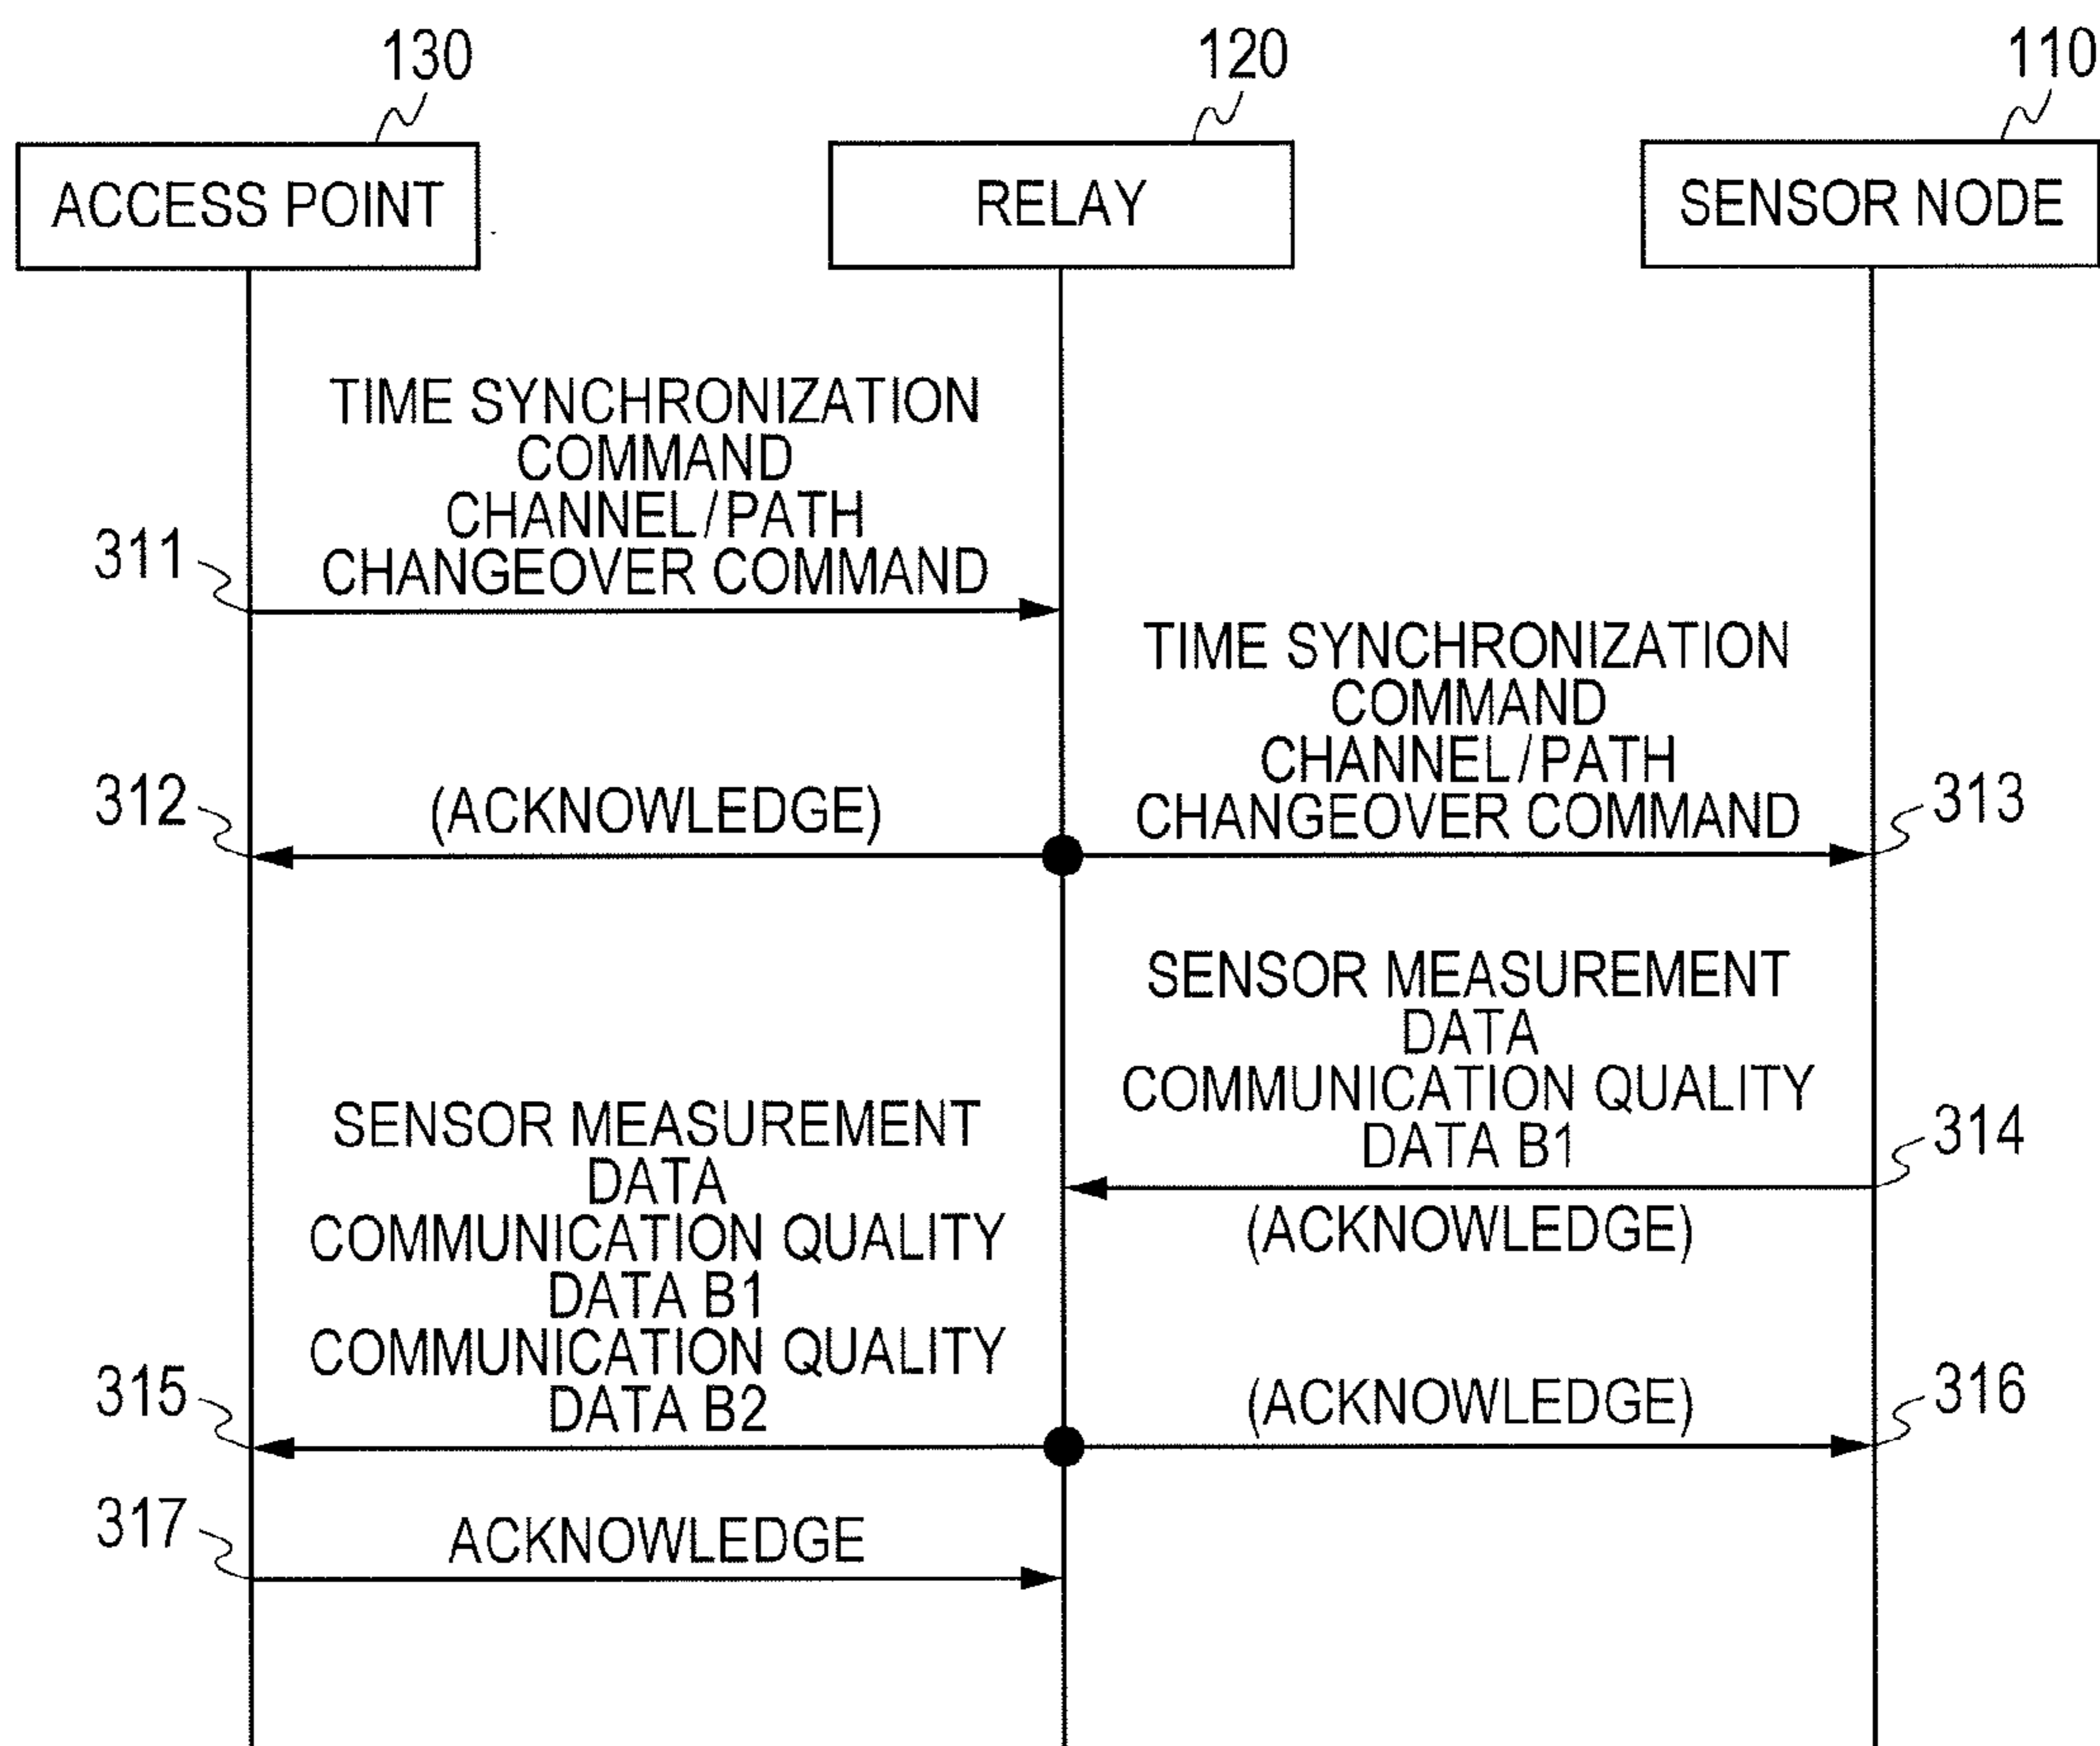 130
120
110
ACCESS POINT
RELAY
SENSOR NODE
TIME SYNCHRONIZATION
COMMAND
CHANNEL/PATH
CHANGEOVER COMMAND
311
TIME SYNCHRONIZATION
COMMAND
CHANNEL/PATH
CHANGEOVER COMMAND
312
(ACKNOWLEDGE)
313
SENSOR MEASUREMENT
DATA
COMMUNICATION QUALITY
DATA B1
314
(ACKNOWLEDGE)
SENSOR MEASUREMENT
DATA
COMMUNICATION QUALITY
DATA B1
COMMUNICATION QUALITY
DATA B2
315
(ACKNOWLEDGE)
316
317
ACKNOWLEDGE